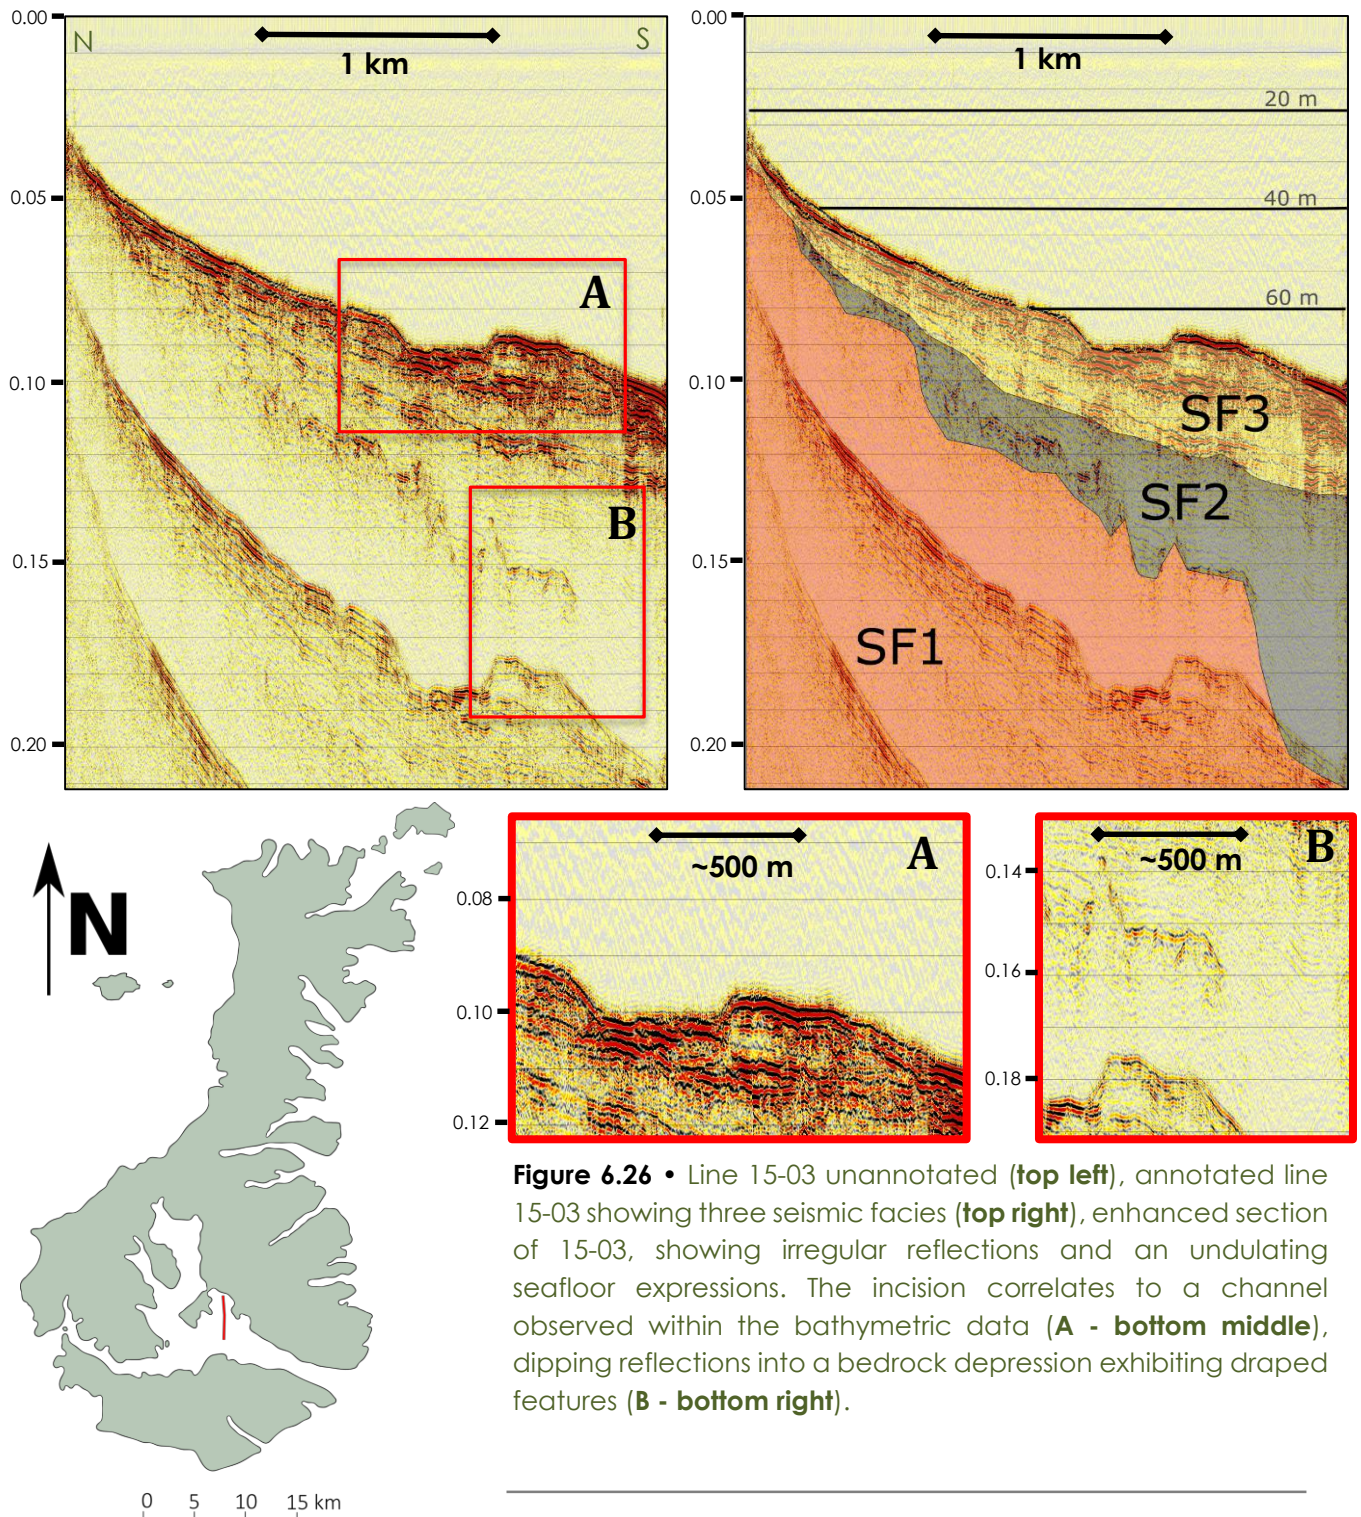 0.00
0.05
0.10
0.15
0.20
N
S
1 km
A
B
0.00
0.05
0.10
0.15
0.20
1 km
20 m
40 m
60 m
SF3
SF2
SF1
N
0 5 10 15 km
~500 m
A
0.08
0.10
0.12
~500 m
B
0.14
0.16
0.18
Figure 6.26 • Line 15-03 unannotated (top left), annotated line
15-03 showing three seismic facies (top right), enhanced section
of 15-03, showing irregular reflections and an undulating
seafloor expressions. The incision correlates to a channel
observed within the bathymetric data (A - bottom middle),
dipping reflections into a bedrock depression exhibiting draped
features (B - bottom right).